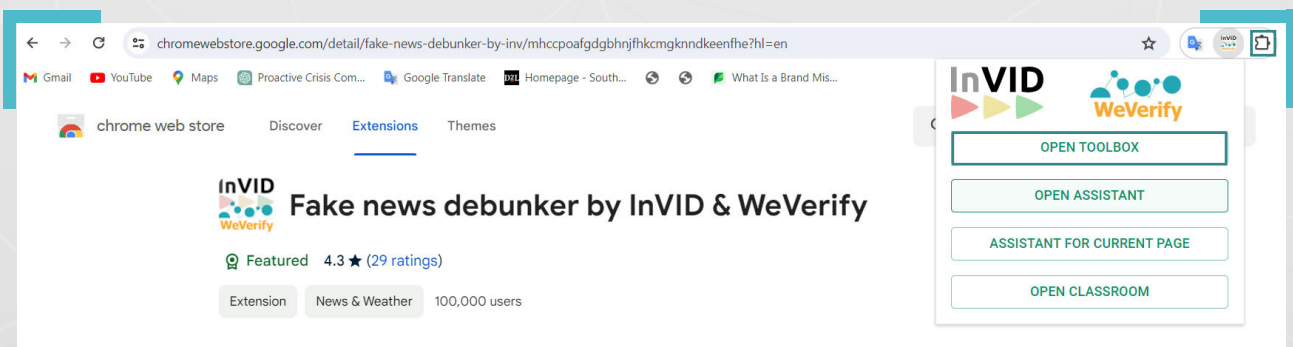 chromewebstore.google.com/detail/fake-news-debunker-by-inv/mhccpoafgdgbhnjfhkcmgknndkeenfhe?hl=en
Gmail YouTube Maps Proactive Crisis Com... Google Translate D2L Homepage - South... What Is a Brand Mis...
chrome web store Discover Extensions Themes
InVID
WeVerify
Fake news debunker by InVID & WeVerify
Featured 4.3 ★ (29 ratings)
Extension News & Weather 100,000 users
InVID
WeVerify
OPEN TOOLBOX
OPEN ASSISTANT
ASSISTANT FOR CURRENT PAGE
OPEN CLASSROOM